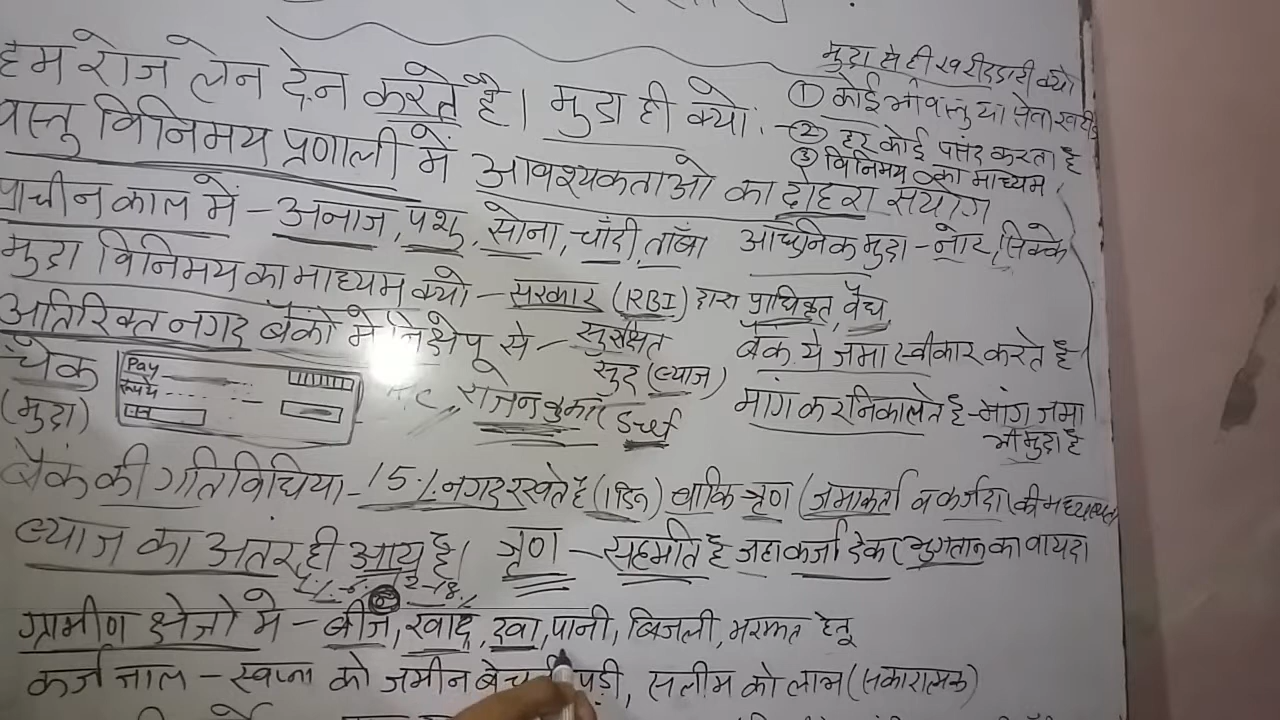 हम रोज लेन देन करते है। मुद्रा ही क्यो.
मुद्रा से ही खरीददारी क्यो
① कोई भी वस्तु या सेवा
② हर कोई पसंद करता है
③ विनिमय का माध्यम
वस्तु विनिमय प्रणाली में आवश्यकताओ का दोहरा संयोग
प्राचीन काल में – अनाज, पशु, सोना, चाँदी, ताँबा आधुनिक मुद्रा – नोट, सिक्के
मुद्रा विनिमय का माध्यम क्यो – सरकार (RBI) द्वारा प्राधिकृत, वैध
अतिरिक्त नगद बैंको मे निक्षेप से – सुरक्षित
सुद (ब्याज)
बैंक ये जमा स्वीकार करते है
मांग कर निकालते है – मांग जमा
भी मुद्रा है
चेक
(मुद्रा)
Pay
रूपये
बैंक की गतिविधिया – 15% नगद रखते है (1 दिन) बाकि ऋण (जमाकर्ता व कर्जदा की मध्यस्थता
ब्याज का अंतर ही आय है। ऋण – सहमति है जहा कर्जा देकर भुगतान का वायदा
ग्रामीण क्षेत्रो मे – बीज, खाद, दवा, पानी, बिजली, मरम्मत हेतू
कर्ज जाल – स्वप्ना को जमीन बेचनी पड़ी, सलीम को लाभ (सकारात्मक)